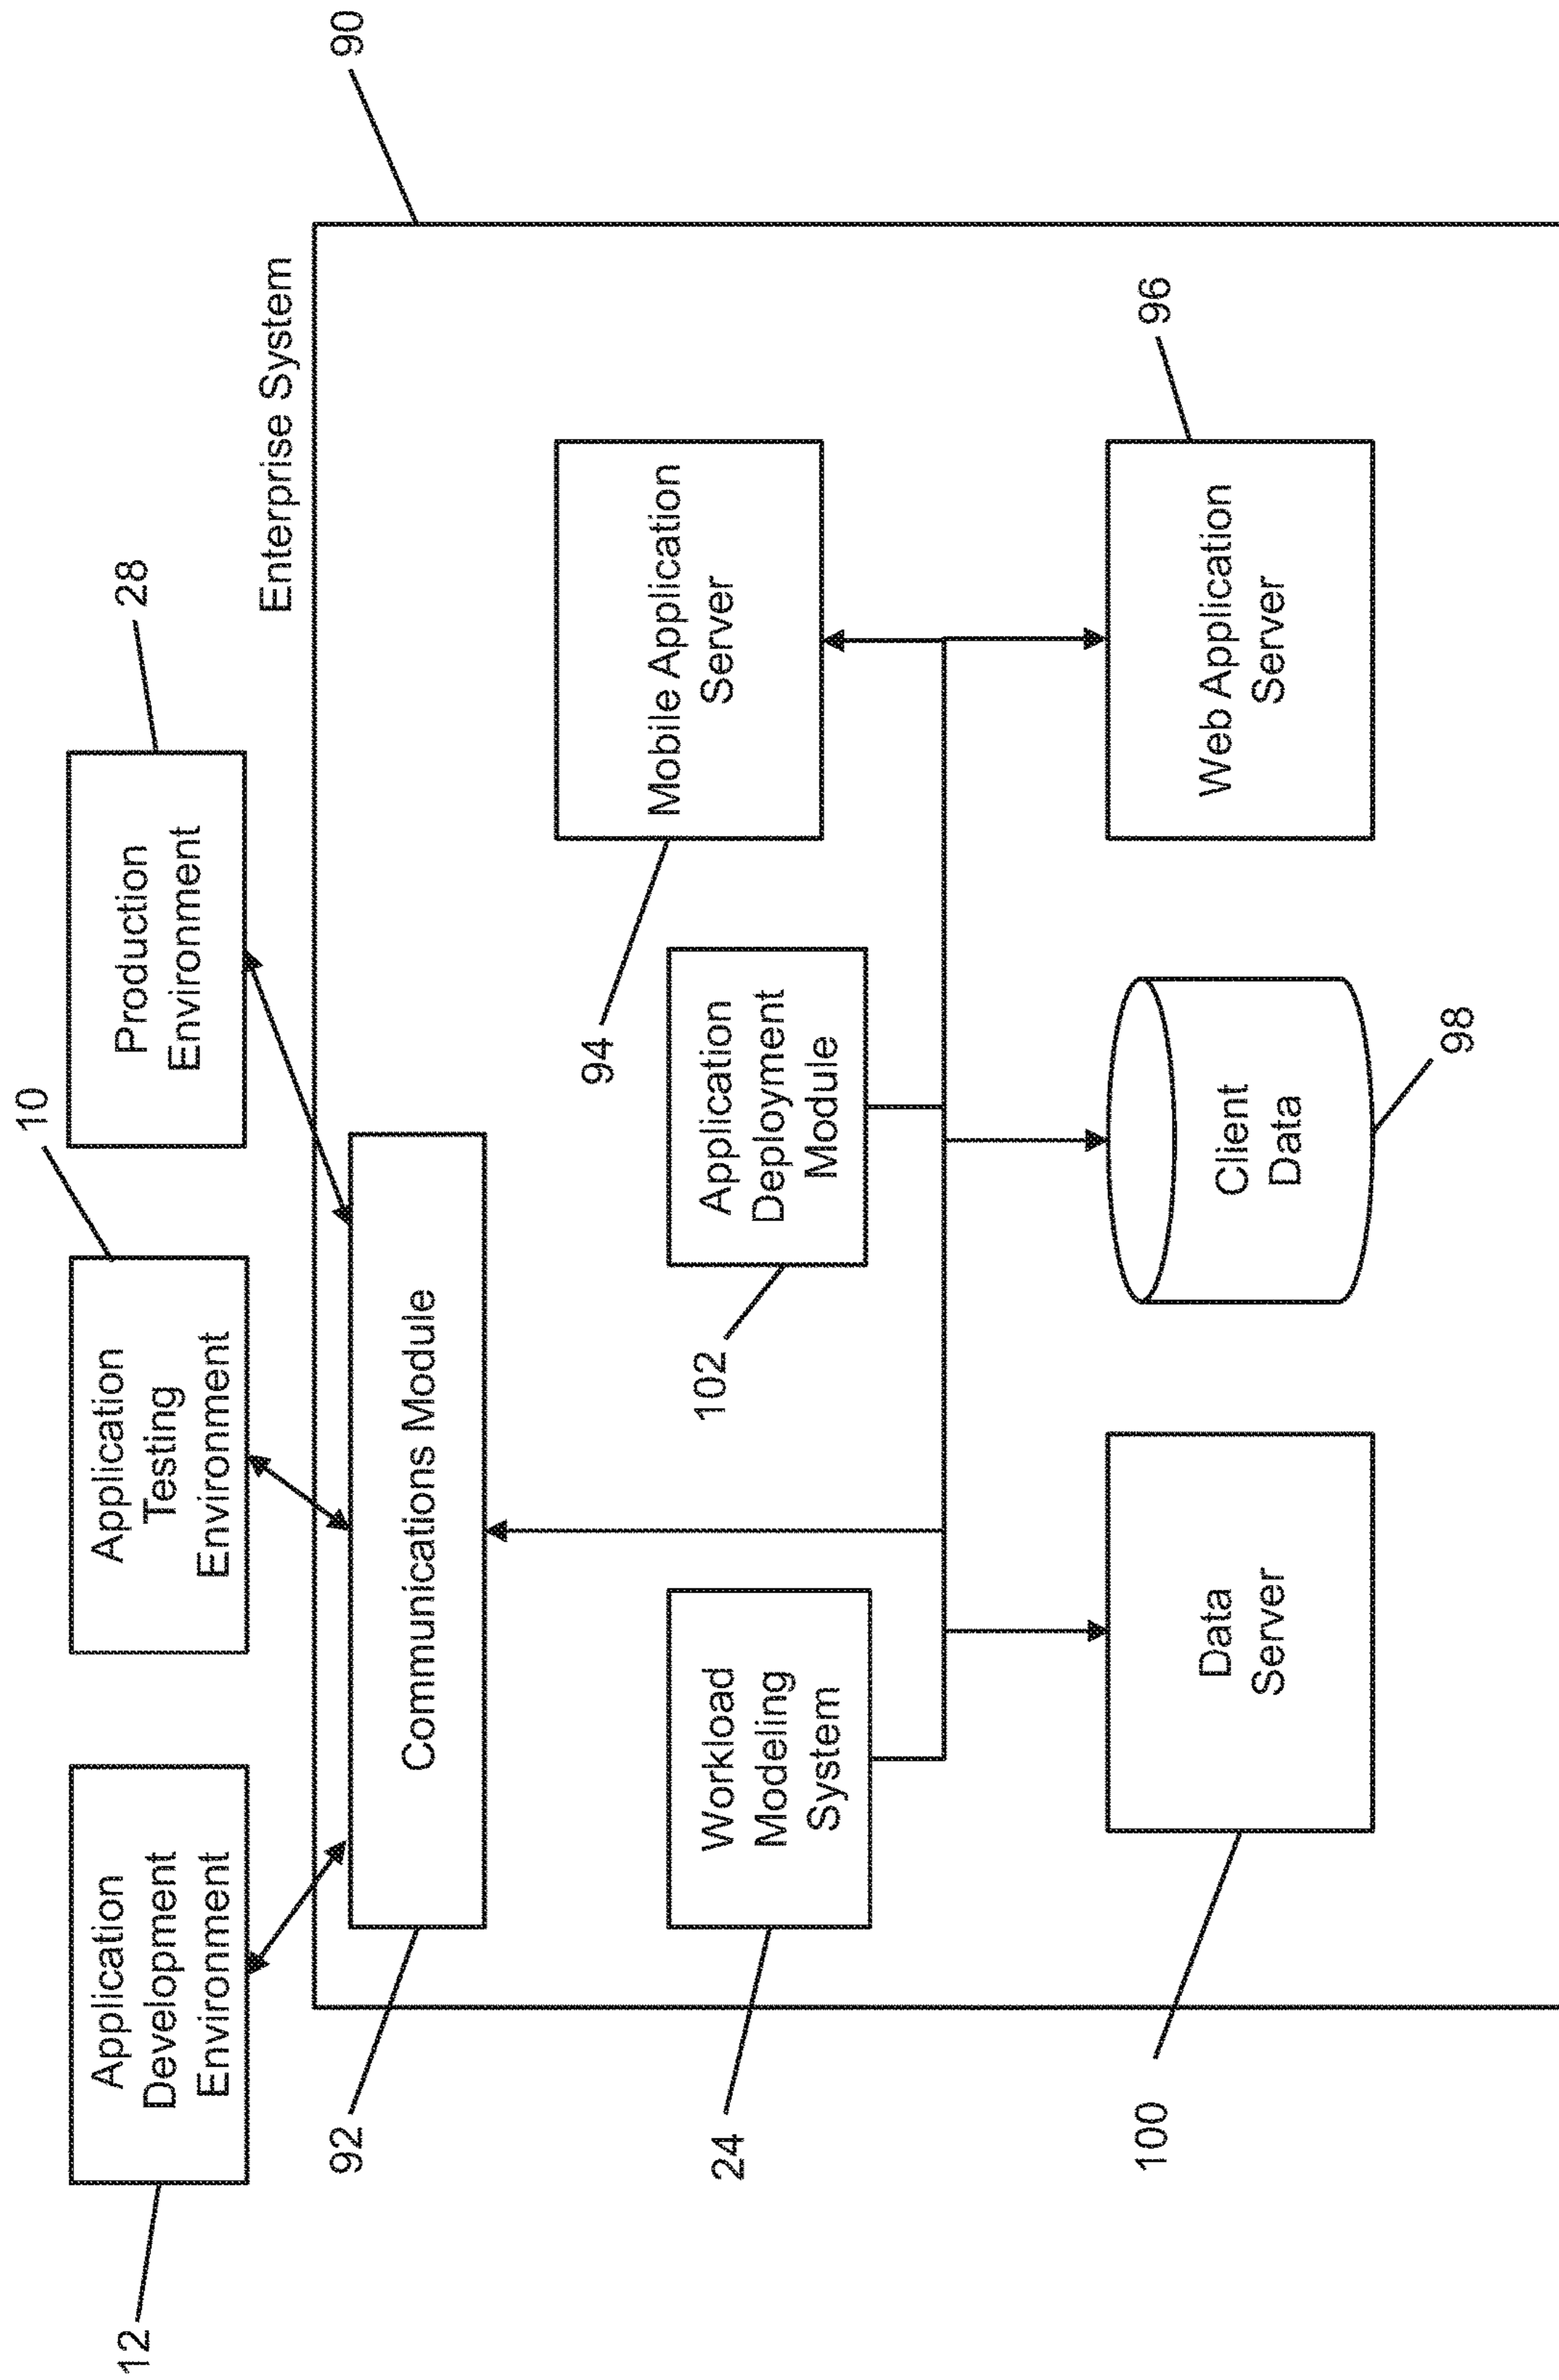 12
Application
Development
Environment
10
Application
Testing
Environment
28
Production
Environment
Enterprise System
90
92
Communications Module
24
Workload
Modeling
System
102
Application
Deployment
Module
94
Mobile Application
Server
100
Data
Server
Client
Data
98
Web Application
Server
96